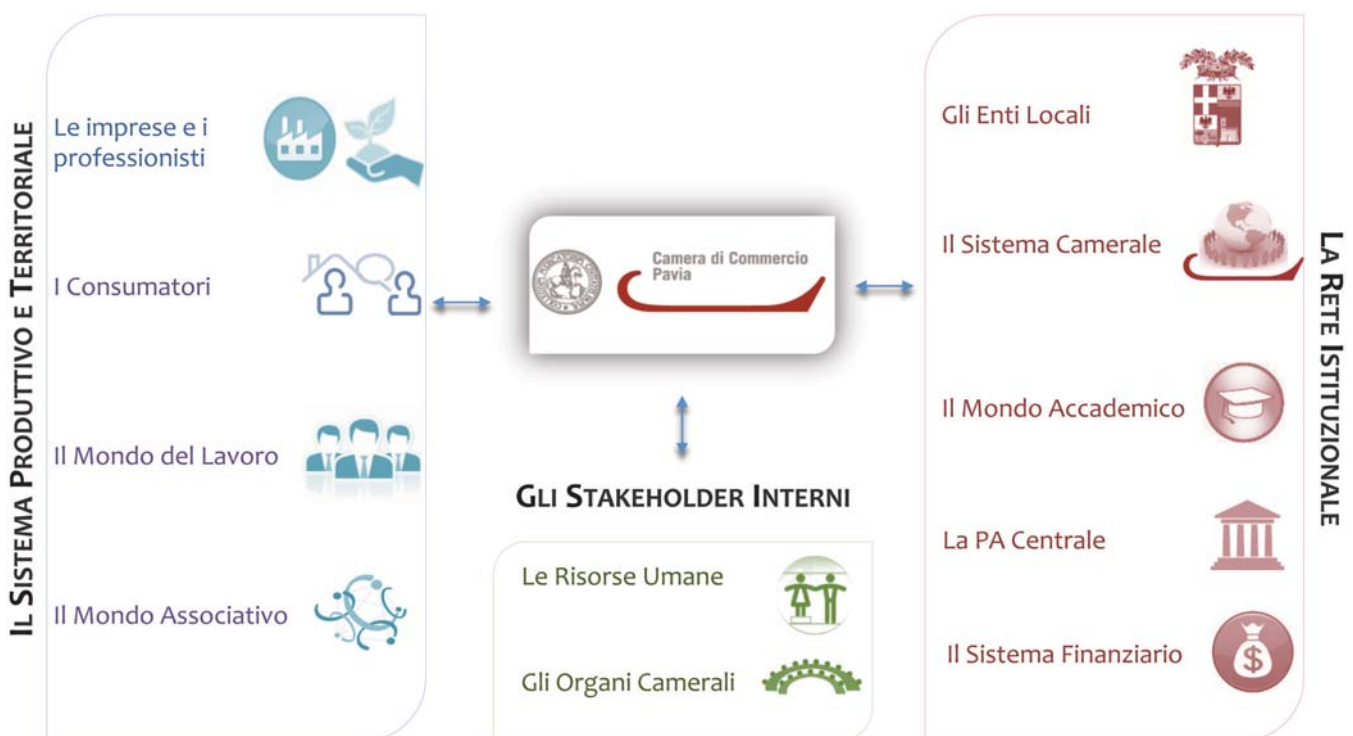 IL SISTEMA PRODUTTIVO E TERRITORIALE
Le imprese e i
professionisti
I Consumatori
Il Mondo del Lavoro
Il Mondo Associativo
Camera di Commercio
Pavia
GLI STAKEHOLDER INTERNI
Le Risorse Umane
Gli Organi Camerali
Gli Enti Locali
Il Sistema Camerale
Il Mondo Accademico
La PA Centrale
Il Sistema Finanziario
$
LA RETE ISTITUZIONALE